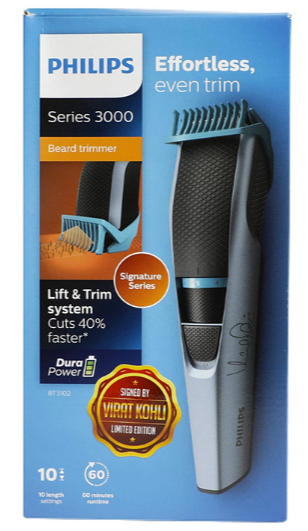 PHILIPS
Effortless,
even trim
Series 3000
Beard trimmer
Signature
Series
Lift & Trim
system
Cuts 40%
faster*
Dura
Power
BT3102
SIGNED BY
VIRAT KOHLI
LIMITED EDITION
PHILIPS
10
60
10 length
settings
60 minutes
runtime